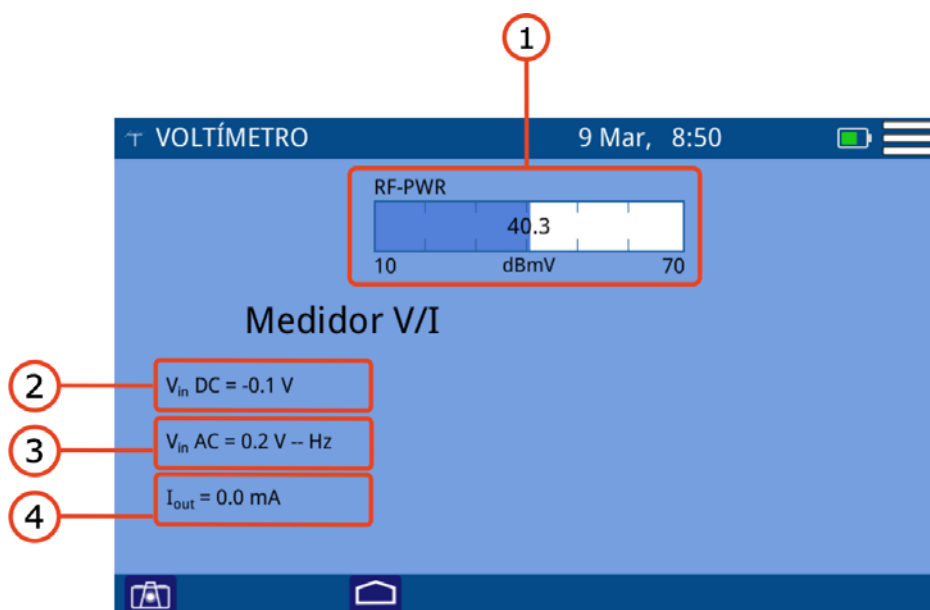 1
VOLTÍMETRO 9 Mar, 8:50
RF-PWR
40.3
10 dBmV 70
Medidor V/I
2 Vin DC = -0.1 V
3 Vin AC = 0.2 V -- Hz
4 Iout = 0.0 mA